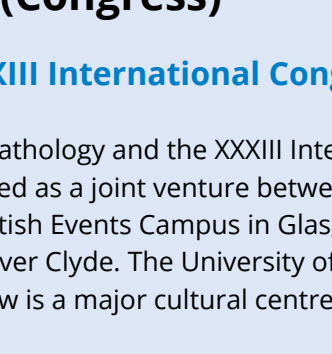 (Congress)
XIII International Cong
athology and the XXXIII Inte
ed as a joint venture betwe
tish Events Campus in Glas
ver Clyde. The University of
w is a major cultural centre